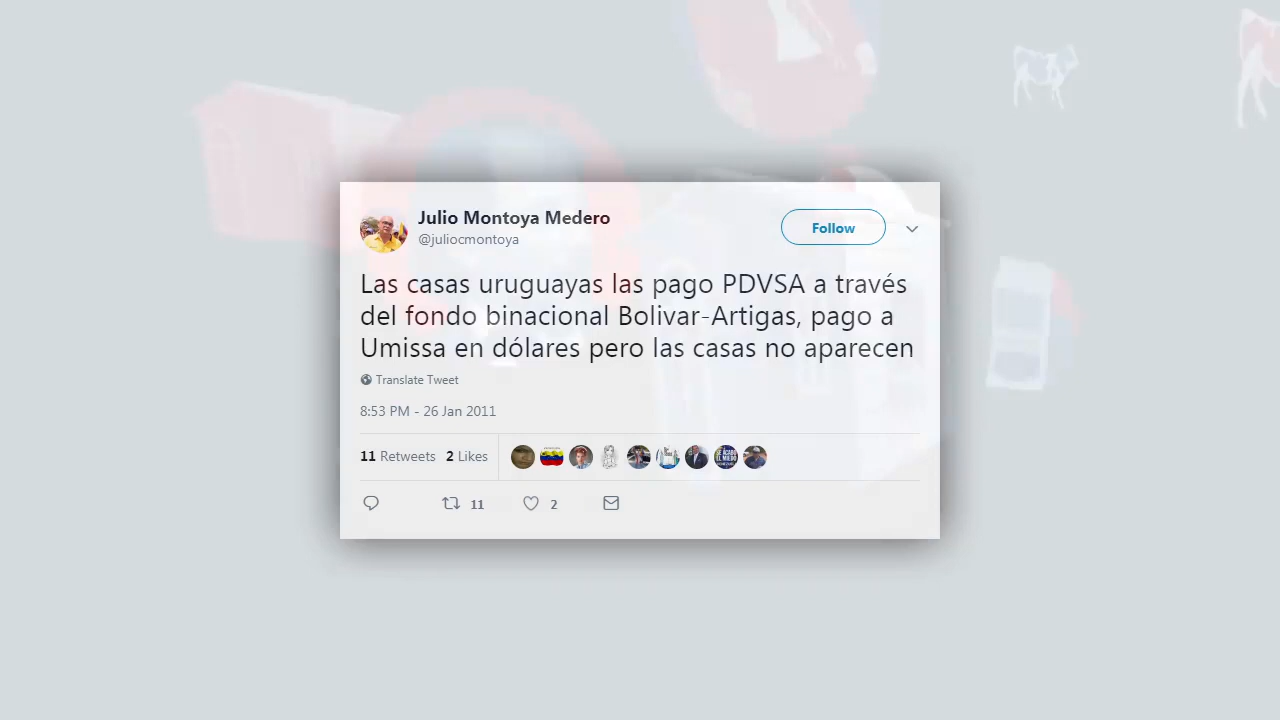 Julio Montoya Medero
@juliocmontoya
Follow
Las casas uruguayas las pago PDVSA a través
del fondo binacional Bolivar-Artigas, pago a
Umissa en dólares pero las casas no aparecen
Translate Tweet
8:53 PM - 26 Jan 2011
11 Retweets 2 Likes
11 2